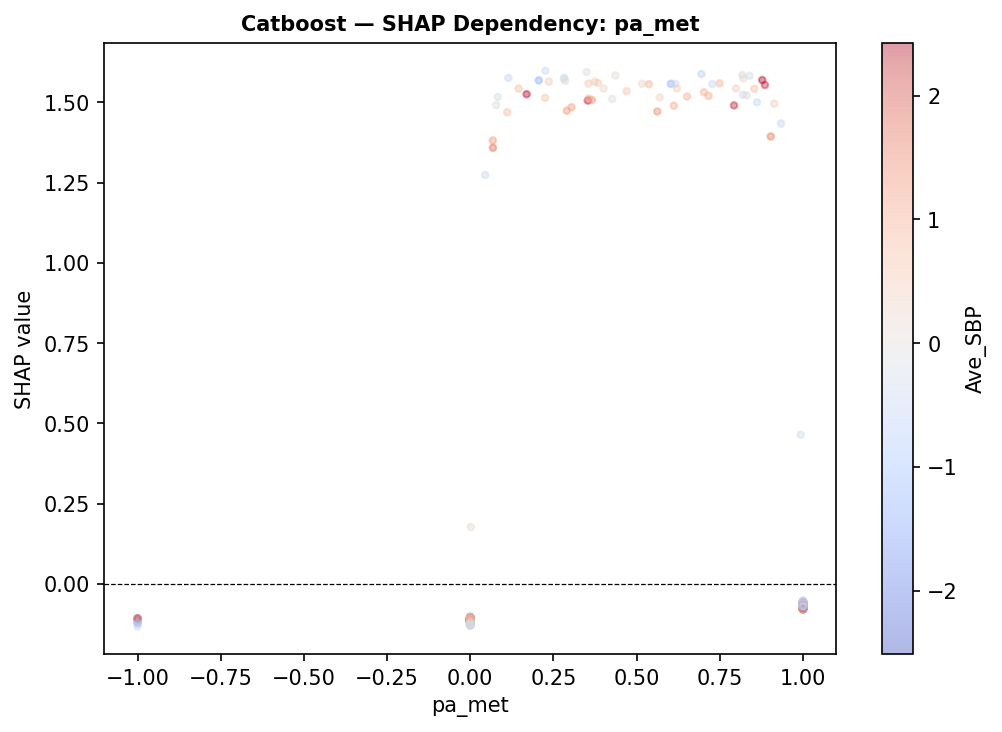 Catboost — SHAP Dependency: pa_met
SHAP value
1.50
1.25
1.00
0.75
0.50
0.25
0.00
−1.00 −0.75 −0.50 −0.25 0.00 0.25 0.50 0.75 1.00
pa_met
2
1
0
−1
−2
Ave_SBP